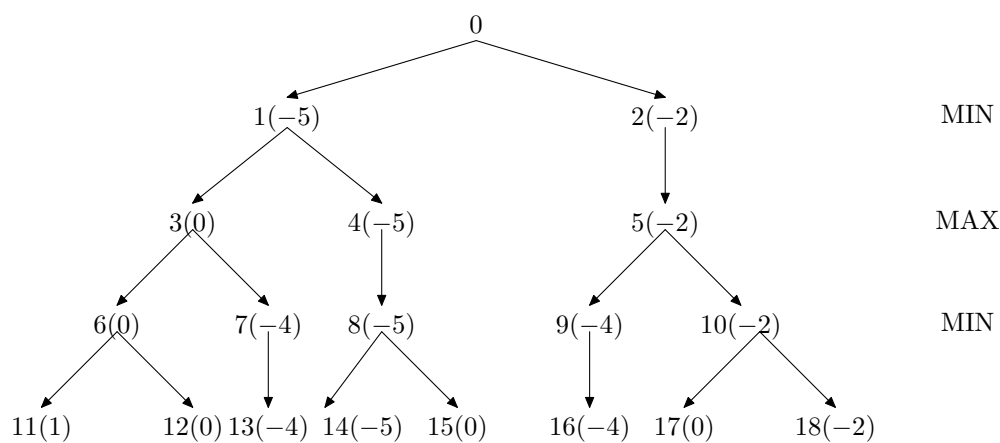 0
1(−5) 2(−2) MIN
3(0) 4(−5) 5(−2) MAX
6(0) 7(−4) 8(−5) 9(−4) 10(−2) MIN
11(1) 12(0) 13(−4) 14(−5) 15(0) 16(−4) 17(0) 18(−2)